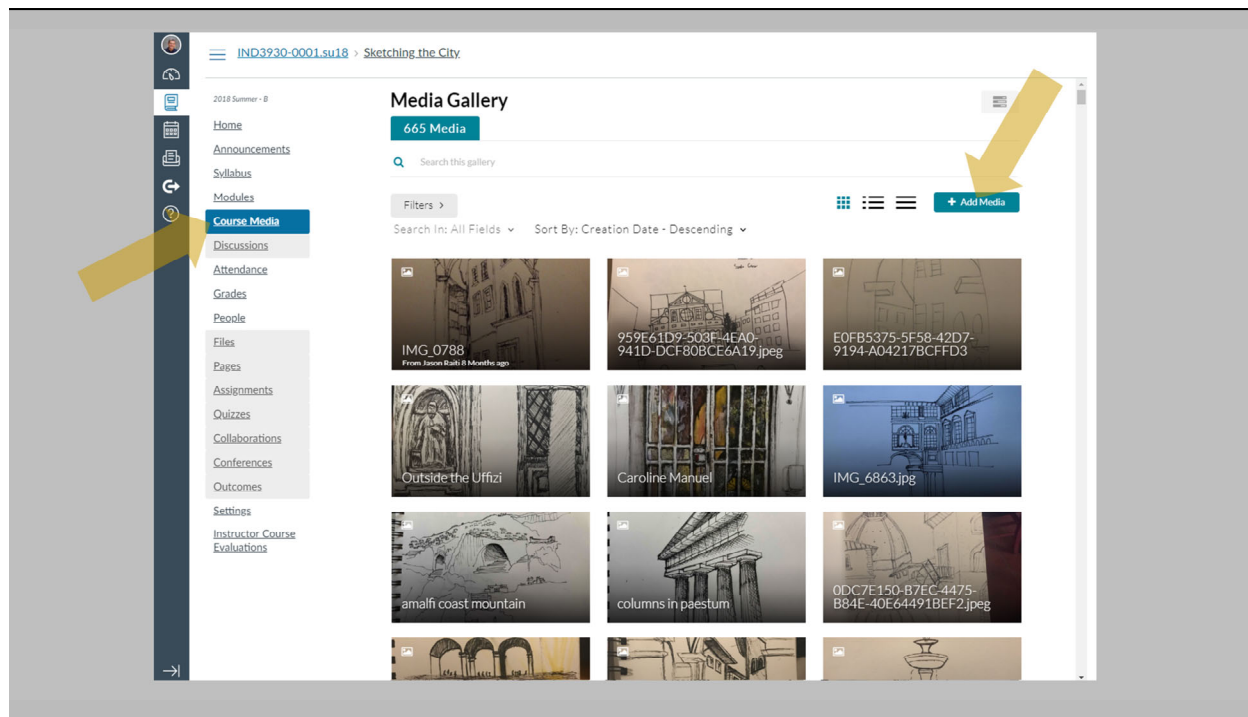 IND3930-0001.su18 > Sketching the City
2018 Summer - B
Home
Announcements
Syllabus
Modules
Course Media
Discussions
Attendance
Grades
People
Files
Pages
Assignments
Quizzes
Collaborations
Conferences
Outcomes
Settings
Instructor Course
Evaluations
Media Gallery
665 Media
Search this gallery
Filters >
+ Add Media
Search In: All Fields
Sort By: Creation Date - Descending
IMG_0788
From Jason Raiti 8 Months ago
959E61D9-503F-4EA0-
941D-DCF80BCE6A19.jpeg
E0FB5375-5F58-42D7-
9194-A04217BCFFD3
Outside the Uffizi
Caroline Manuel
IMG_6863.jpg
amalfi coast mountain
columns in paestum
0DC7E150-B7EC-4475-
B84E-40E64491BEF2.jpeg